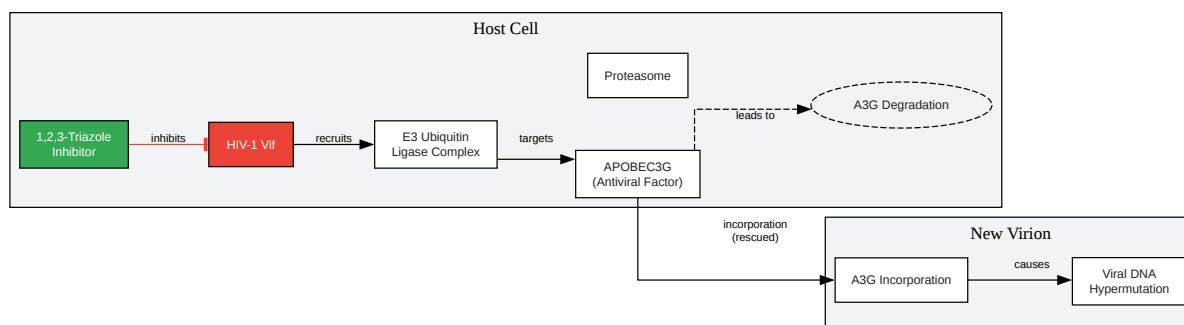 Host Cell
Proteasome
A3G Degradation
leads to
1,2,3-Triazole
Inhibitor
inhibits
HIV-1 Vif
recruits
E3 Ubiquitin
Ligase Complex
targets
APOBEC3G
(Antiviral Factor)
incorporation
(rescued)
New Virion
A3G Incorporation
causes
Viral DNA
Hypermutation